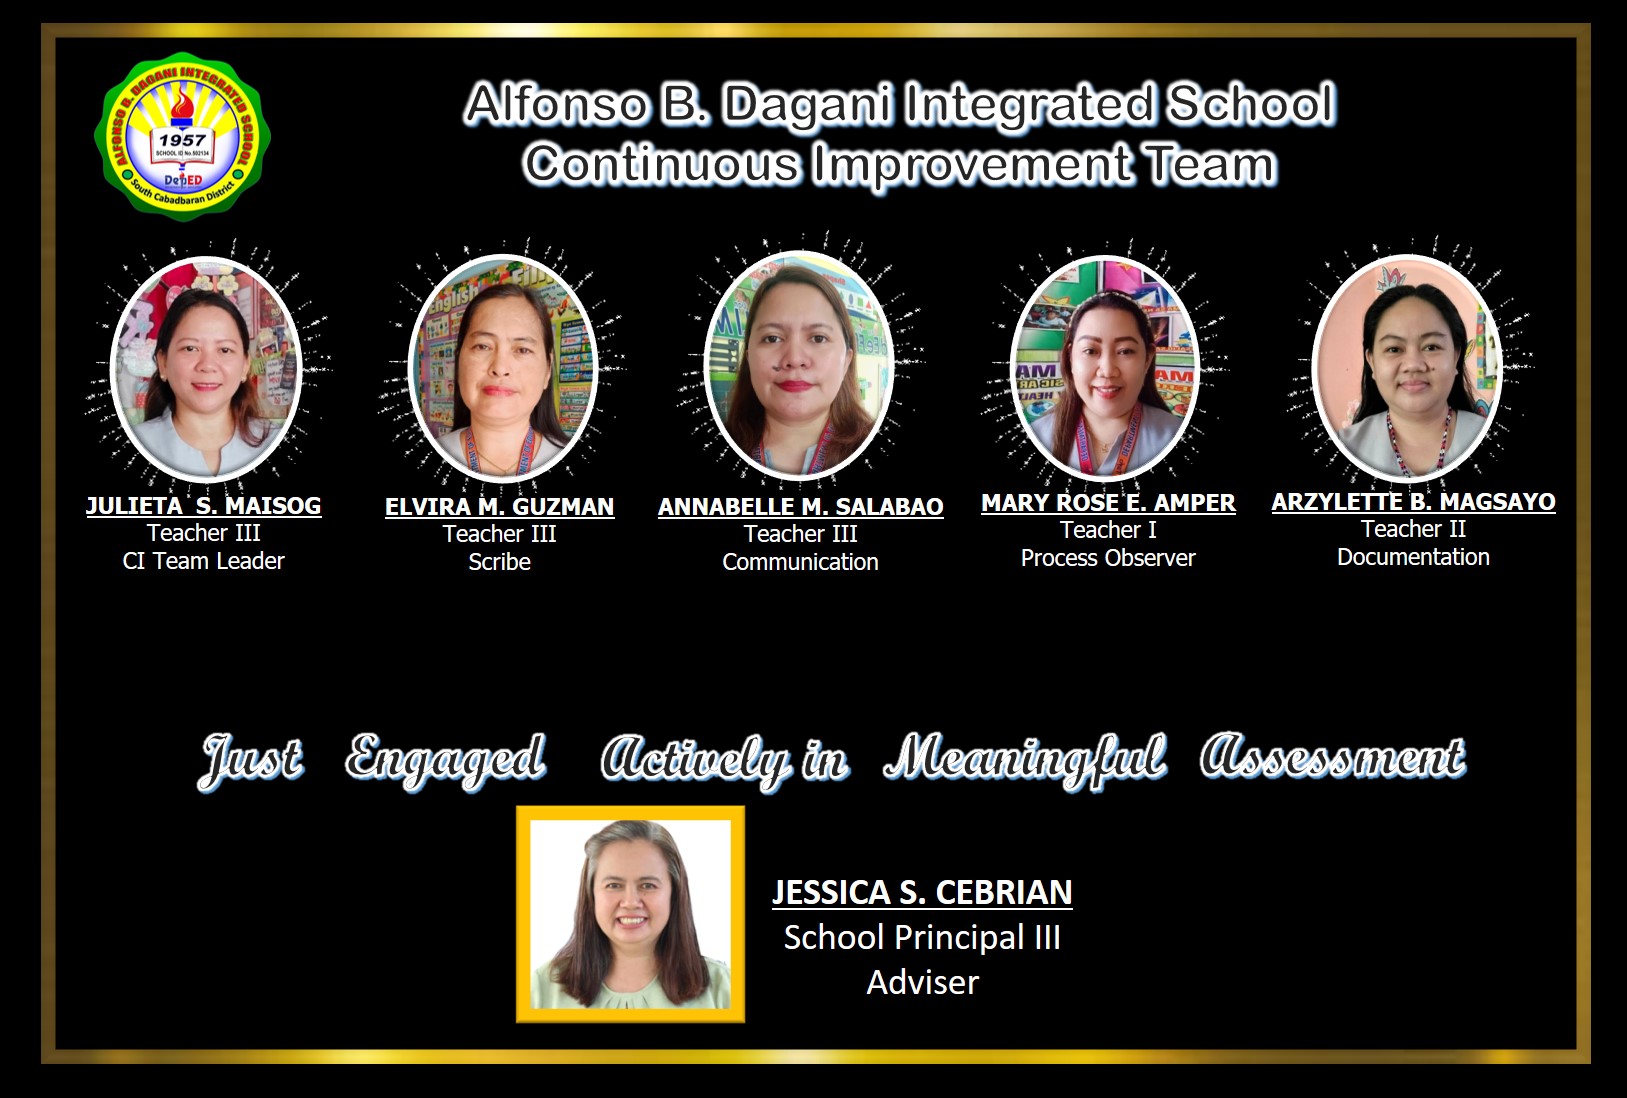 ALFONSO B. DAGANI INTEGRATED SCHOOL
1957
SCHOOL ID No.502134
DepED
South Cabadbaran District
Alfonso B. Dagani Integrated School
Continuous Improvement Team
English
JULIETA S. MAISOG
Teacher III
CI Team Leader
ELVIRA M. GUZMAN
Teacher III
Scribe
ANNABELLE M. SALABAO
Teacher III
Communication
MARY ROSE E. AMPER
Teacher I
Process Observer
ARZYLETTE B. MAGSAYO
Teacher II
Documentation
Just Engaged Actively in Meaningful Assessment
JESSICA S. CEBRIAN
School Principal III
Adviser